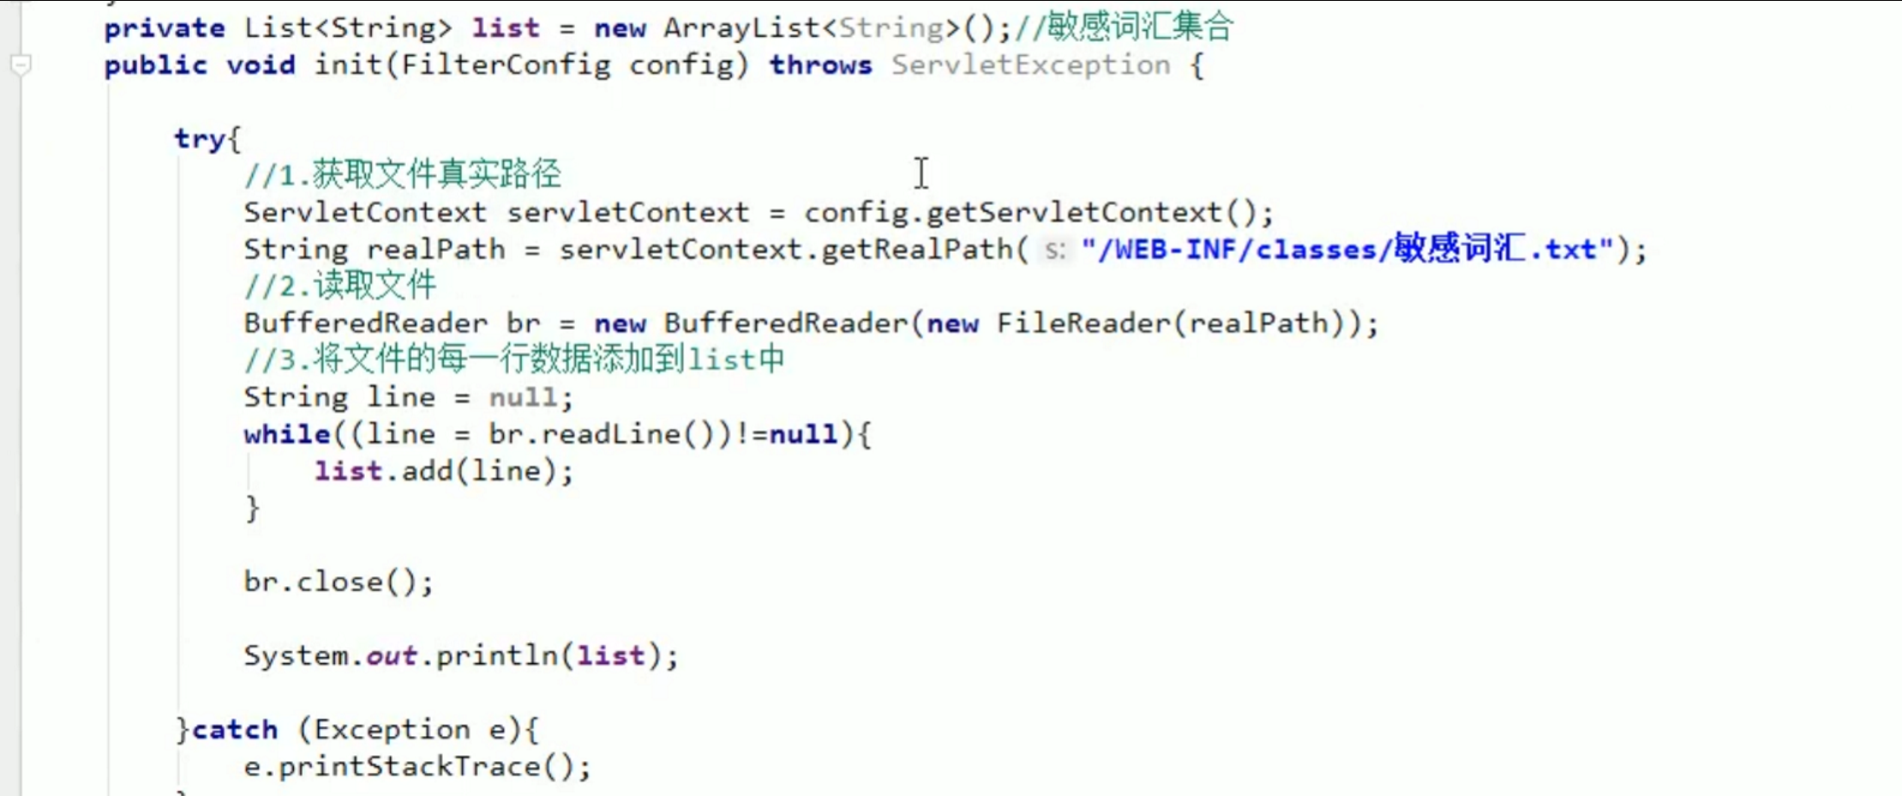 private List<String> list = new ArrayList<String>();//敏感词汇集合
public void init(FilterConfig config) throws ServletException {
try{
//1.获取文件真实路径
ServletContext servletContext = config.getServletContext();
String realPath = servletContext.getRealPath( s: "/WEB-INF/classes/敏感词汇.txt");
//2.读取文件
BufferedReader br = new BufferedReader(new FileReader(realPath));
//3.将文件的每一行数据添加到list中
String line = null;
while((line = br.readLine())!=null){
list.add(line);
}
br.close();
System.out.println(list);
}catch (Exception e){
e.printStackTrace();